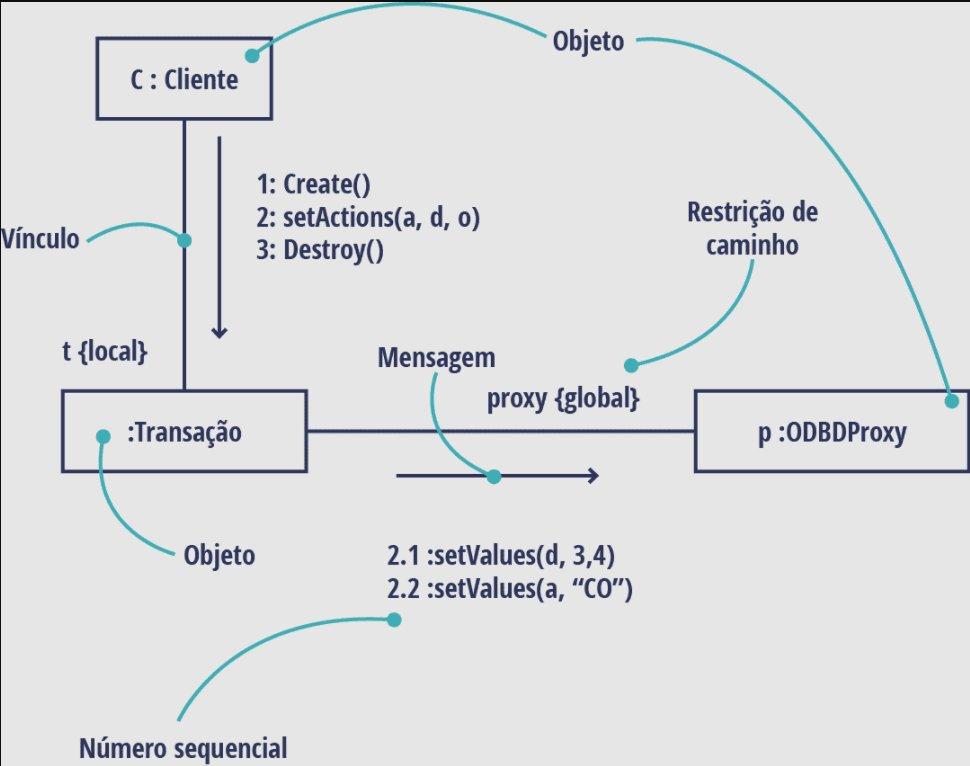 Objeto
C : Cliente
1: Create()
2: setActions(a, d, o)
3: Destroy()
Restrição de
caminho
Vínculo
t {local}
Mensagem
proxy {global}
:Transação
p :ODBDProxy
Objeto
2.1 :setValues(d, 3,4)
2.2 :setValues(a, “CO”)
Número sequencial